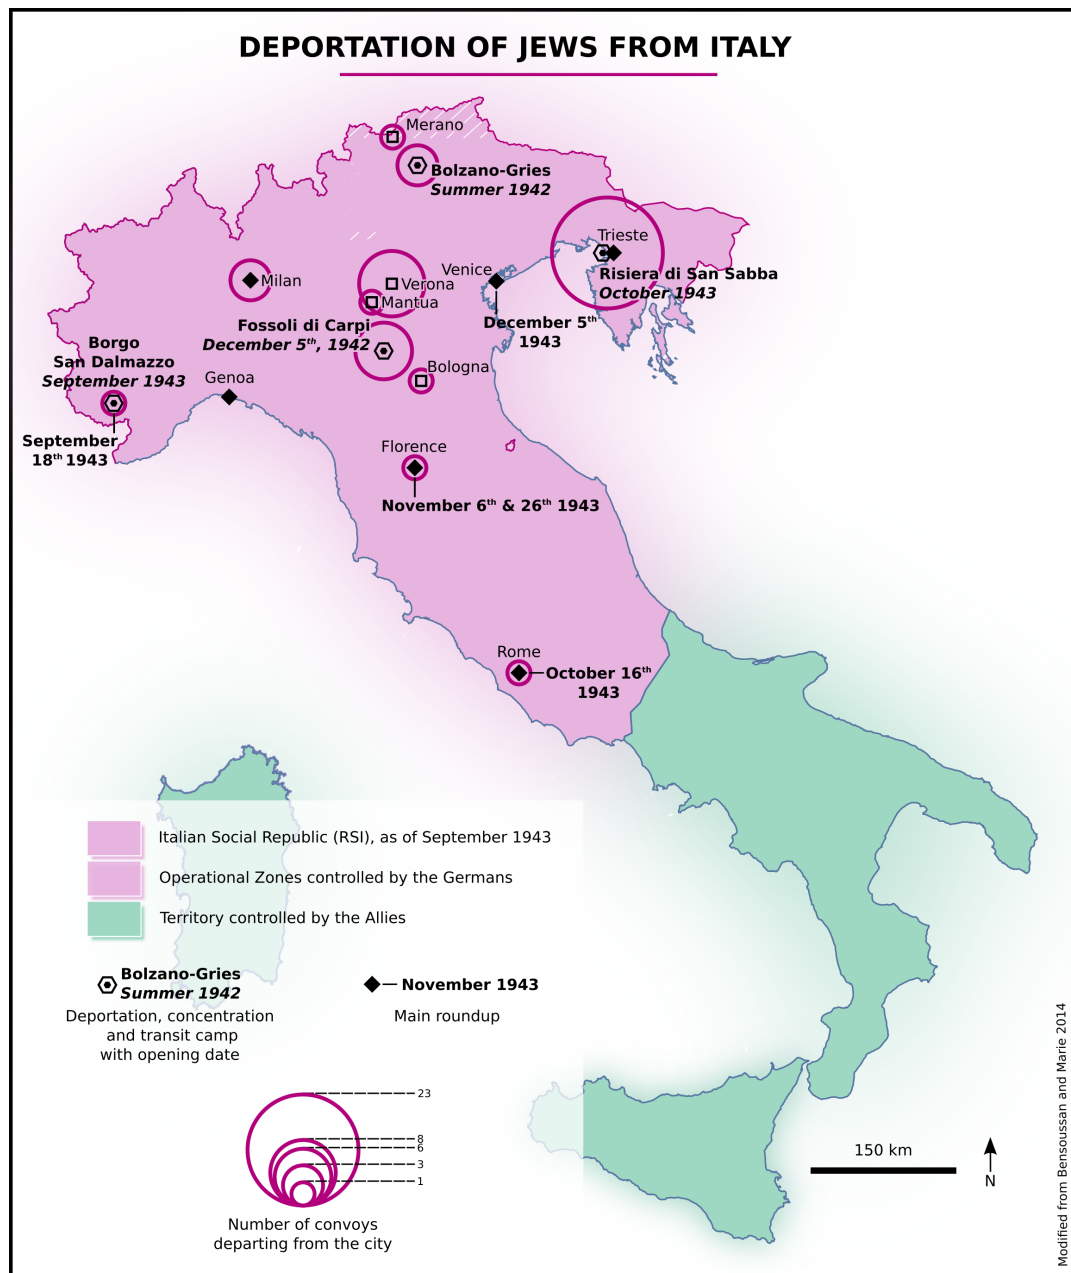 DEPORTATION OF JEWS FROM ITALY
Merano
Bolzano-Gries
Summer 1942
Trieste
Risiera di San Sabba
October 1943
Milan
Verona
Mantua
Venice
December 5th
1943
Fossoli di Carpi
December 5th, 1942
Borgo
San Dalmazzo
September 1943
Genoa
Bologna
September
18th 1943
Florence
November 6th & 26th 1943
Rome
October 16th
1943
Italian Social Republic (RSI), as of September 1943
Operational Zones controlled by the Germans
Territory controlled by the Allies
Bolzano-Gries
Summer 1942
Deportation, concentration
and transit camp
with opening date
November 1943
Main roundup
23
8
6
3
1
Number of convoys
departing from the city
150 km
N
Modified from Bensoussan and Marie 2014